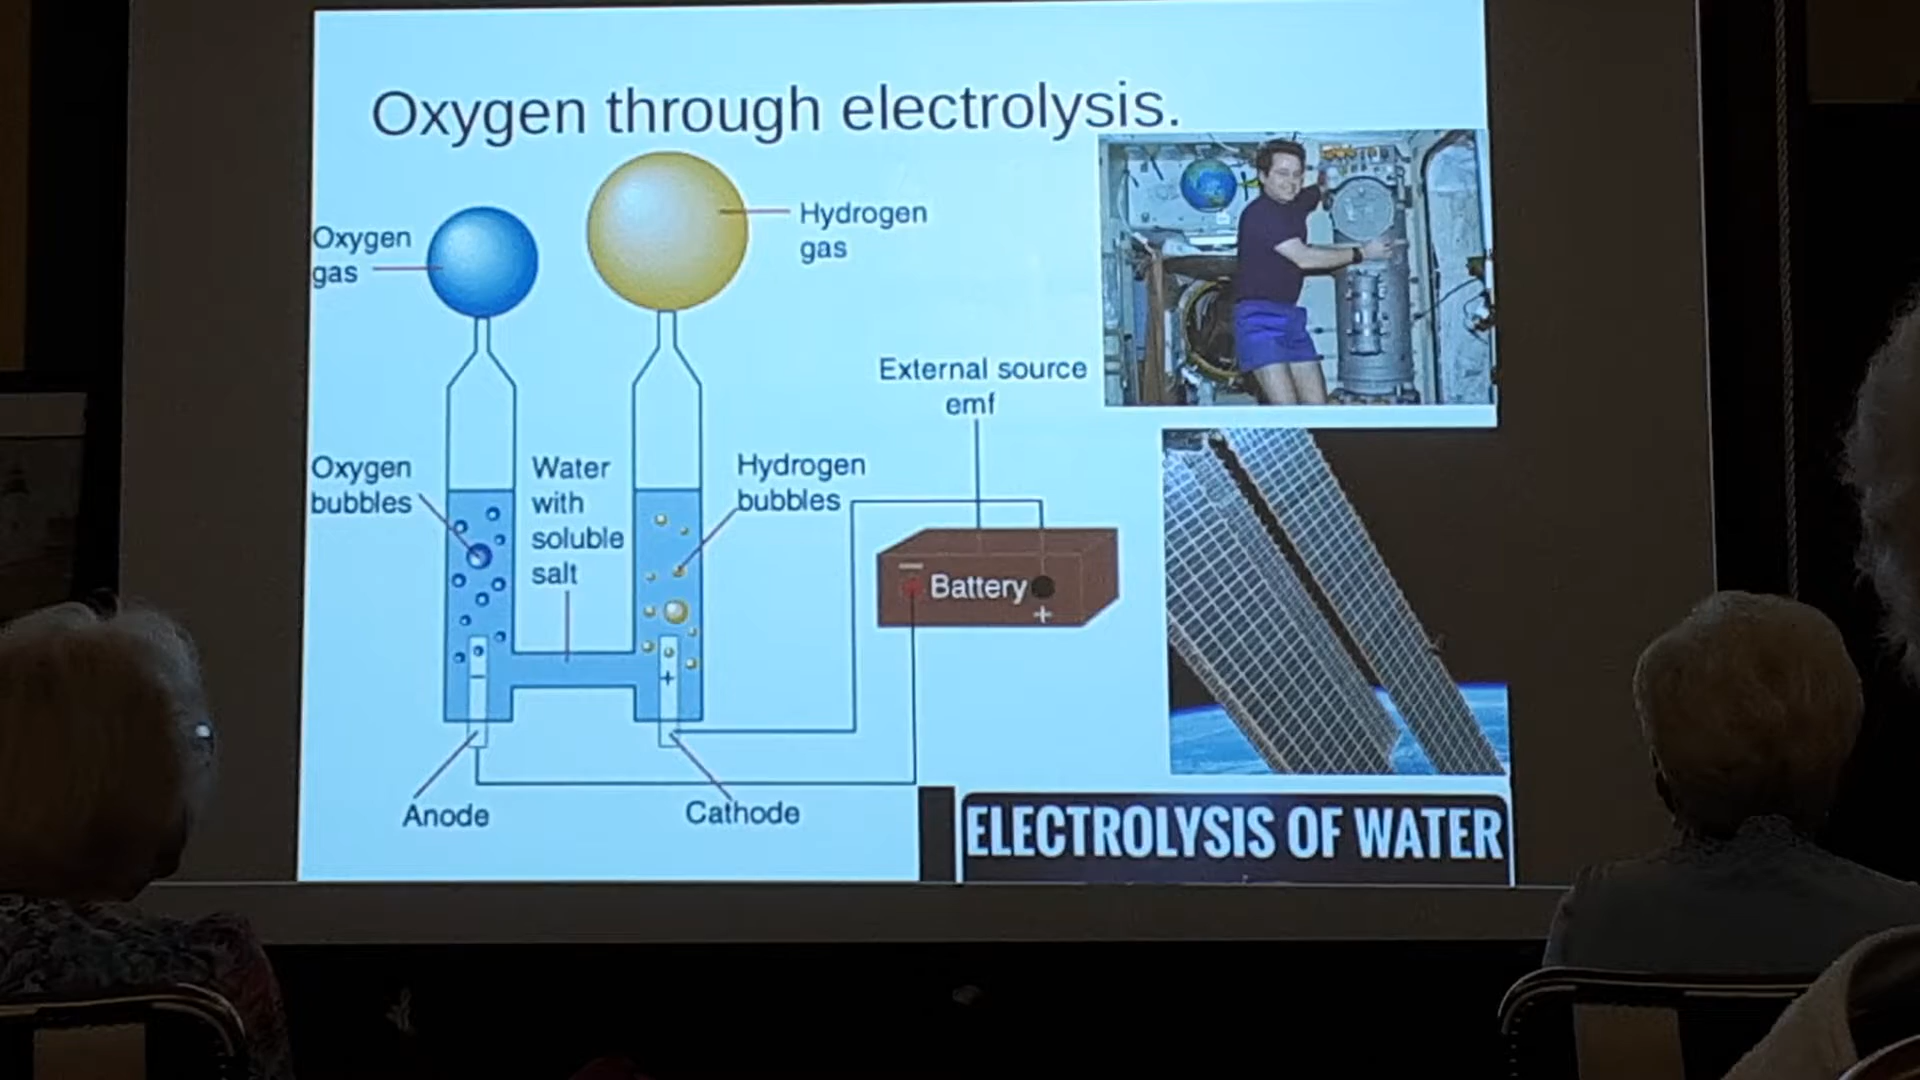 Oxygen through electrolysis.
Oxygen
gas
Hydrogen
gas
External source
emf
Oxygen
bubbles
Water
with
soluble
salt
Hydrogen
bubbles
−
Battery
+
−
+
Anode
Cathode
ELECTROLYSIS OF WATER